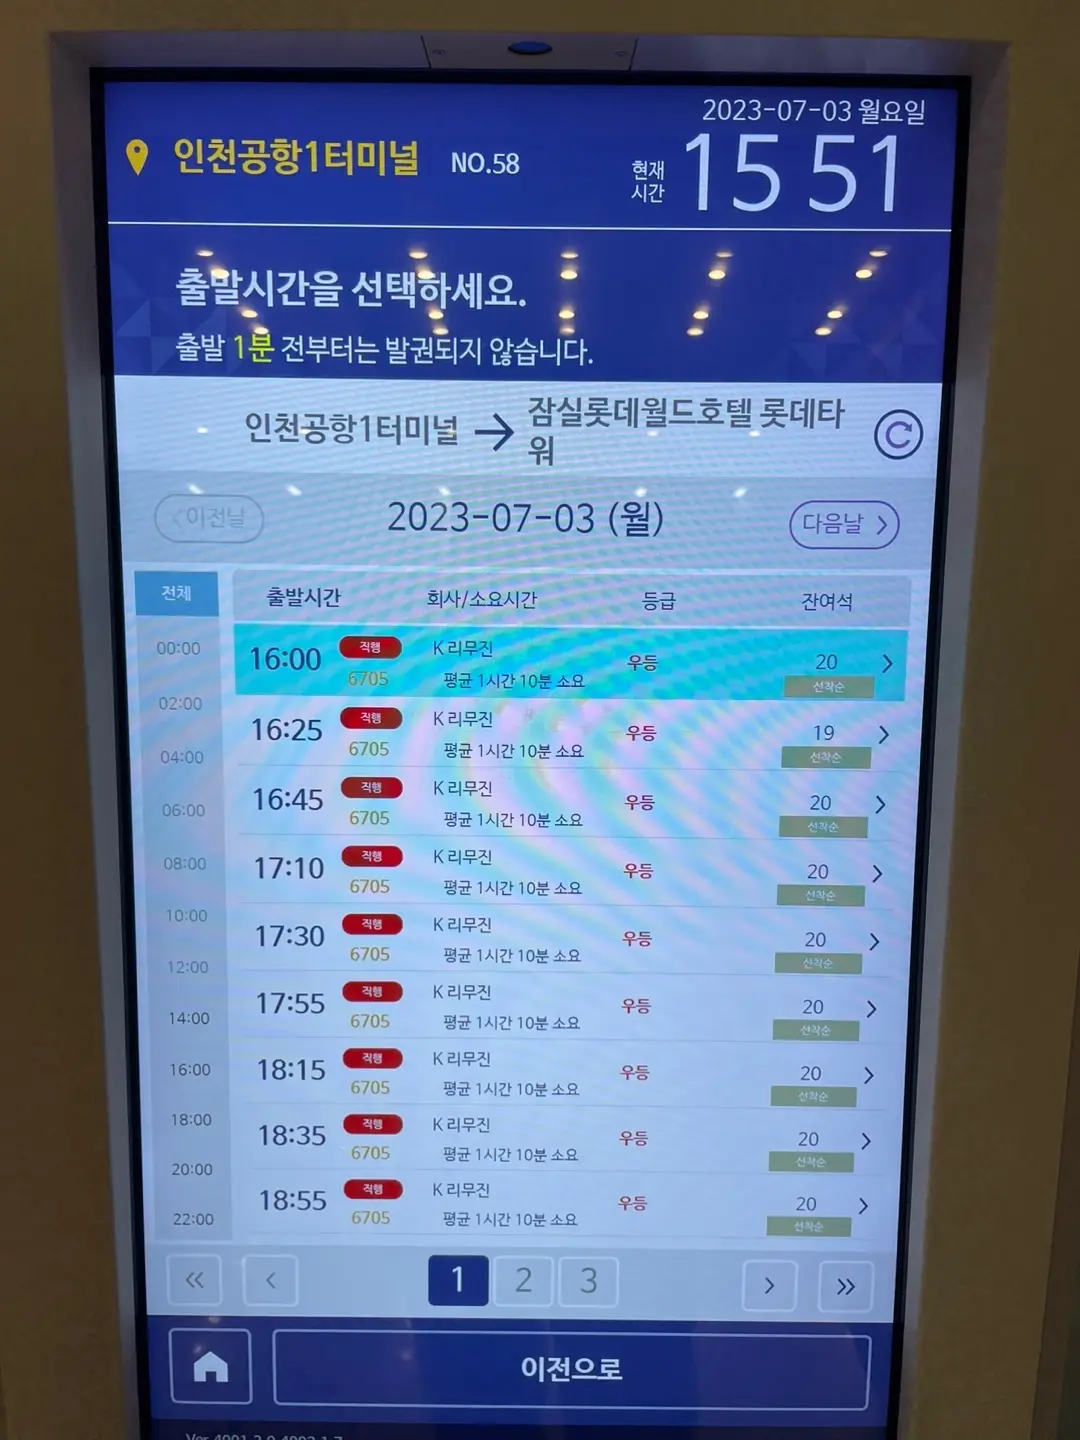 2023-07-03 월요일
인천공항1터미널 NO.58
현재
시간
15 51
출발시간을 선택하세요.
출발 1분 전부터는 발권되지 않습니다.
인천공항1터미널 → 잠실롯데월드호텔 롯데타
워
<이전날
2023-07-03 (월)
다음날 >
전체
00:00
02:00
04:00
06:00
08:00
10:00
12:00
14:00
16:00
18:00
20:00
22:00
출발시간 회사/소요시간 등급 잔여석
16:00 직행 K 리무진 우등 20 >
6705 평균 1시간 10분 소요 선착순
16:25 직행 K 리무진 우등 19 >
6705 평균 1시간 10분 소요 선착순
16:45 직행 K 리무진 우등 20 >
6705 평균 1시간 10분 소요 선착순
17:10 직행 K 리무진 우등 20 >
6705 평균 1시간 10분 소요 선착순
17:30 직행 K 리무진 우등 20 >
6705 평균 1시간 10분 소요 선착순
17:55 직행 K 리무진 우등 20 >
6705 평균 1시간 10분 소요 선착순
18:15 직행 K 리무진 우등 20 >
6705 평균 1시간 10분 소요 선착순
18:35 직행 K 리무진 우등 20 >
6705 평균 1시간 10분 소요 선착순
18:55 직행 K 리무진 우등 20 >
6705 평균 1시간 10분 소요 선착순
« < 1 2 3 > »
이전으로